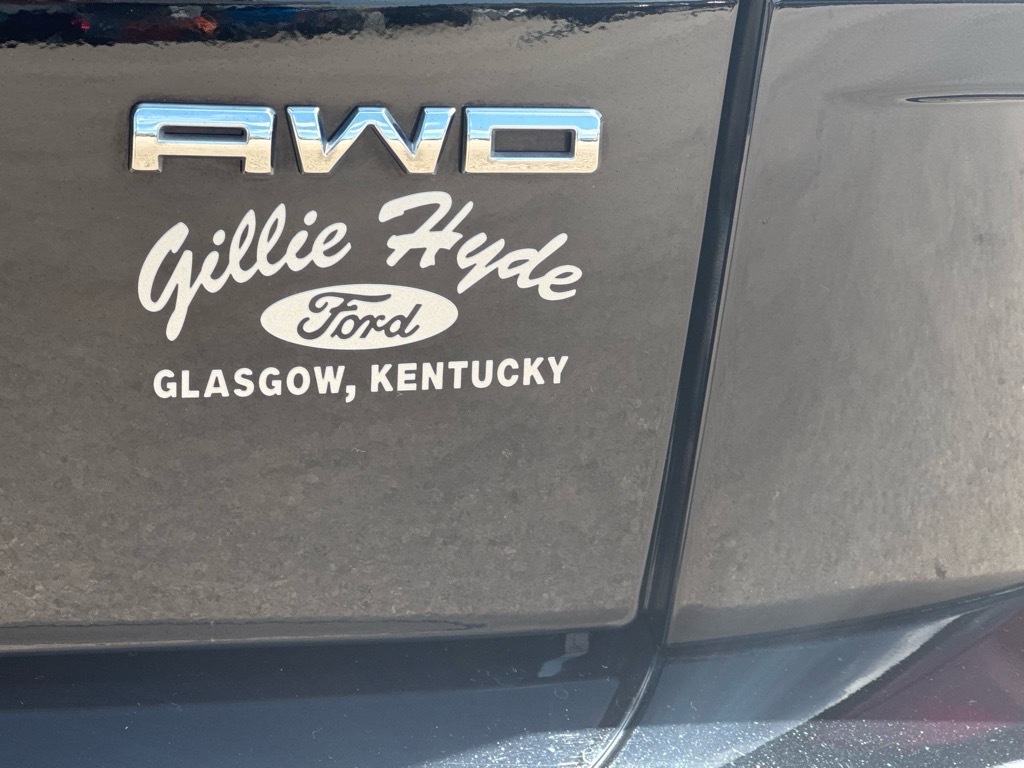 AWD
Gillie Hyde
Ford
GLASGOW, KENTUCKY